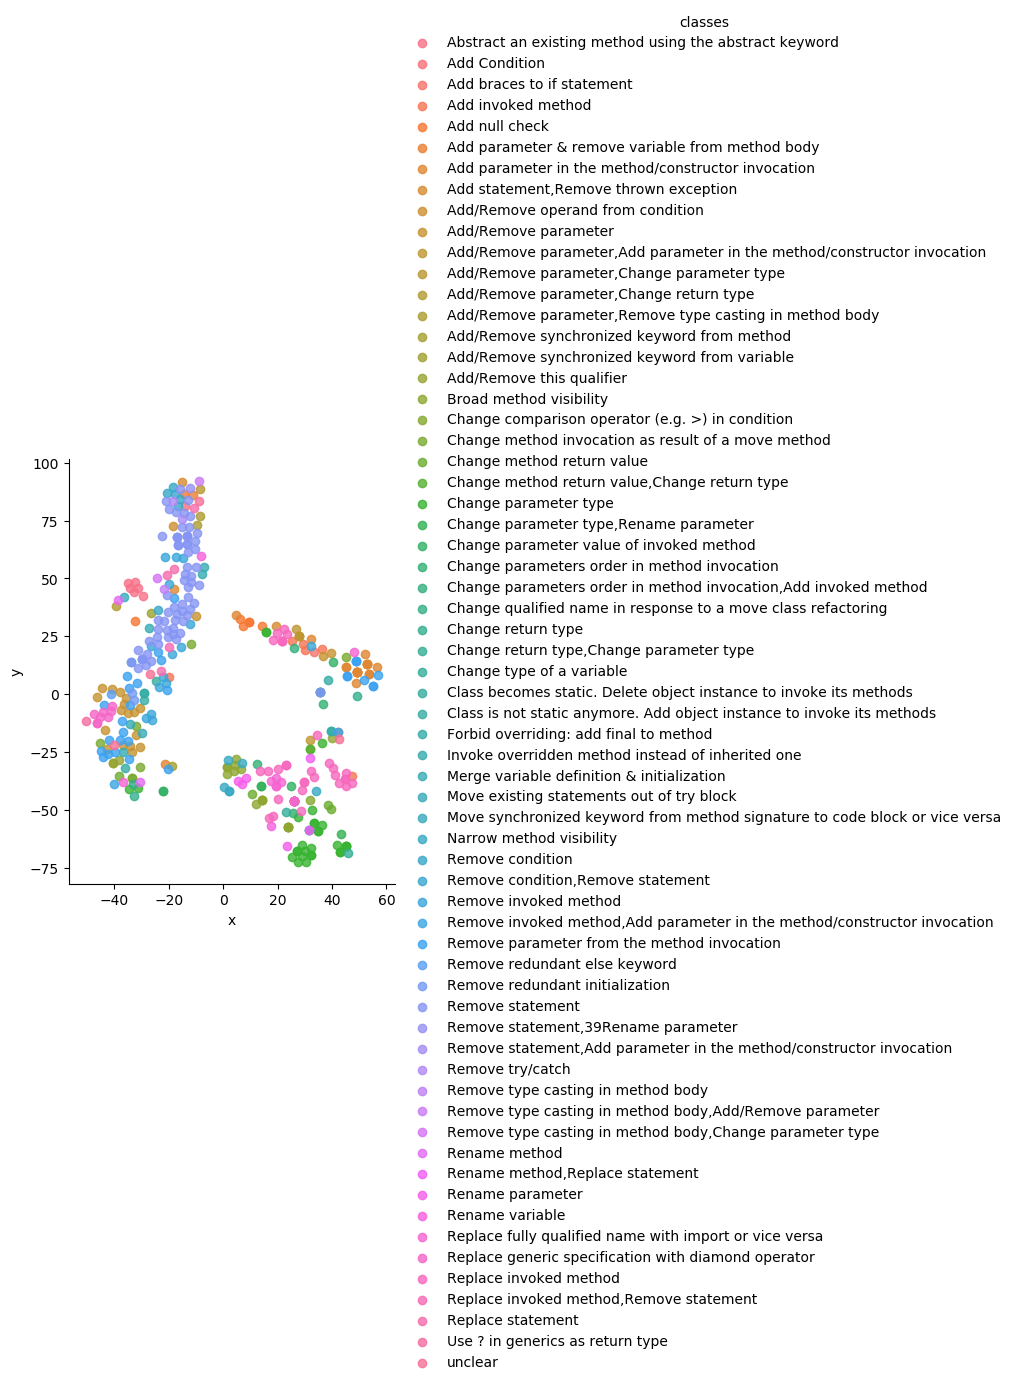 classes
Abstract an existing method using the abstract keyword
Add Condition
Add braces to if statement
Add invoked method
Add null check
Add parameter & remove variable from method body
Add parameter in the method/constructor invocation
Add statement,Remove thrown exception
Add/Remove operand from condition
Add/Remove parameter
Add/Remove parameter,Add parameter in the method/constructor invocation
Add/Remove parameter,Change parameter type
Add/Remove parameter,Change return type
Add/Remove parameter,Remove type casting in method body
Add/Remove synchronized keyword from method
Add/Remove synchronized keyword from variable
Add/Remove this qualifier
Broad method visibility
Change comparison operator (e.g. >) in condition
Change method invocation as result of a move method
Change method return value
Change method return value,Change return type
Change parameter type
Change parameter type,Rename parameter
Change parameter value of invoked method
Change parameters order in method invocation
Change parameters order in method invocation,Add invoked method
Change qualified name in response to a move class refactoring
Change return type
Change return type,Change parameter type
Change type of a variable
Class becomes static. Delete object instance to invoke its methods
Class is not static anymore. Add object instance to invoke its methods
Forbid overriding: add final to method
Invoke overridden method instead of inherited one
Merge variable definition & initialization
Move existing statements out of try block
Move synchronized keyword from method signature to code block or vice versa
Narrow method visibility
Remove condition
Remove condition,Remove statement
Remove invoked method
Remove invoked method,Add parameter in the method/constructor invocation
Remove parameter from the method invocation
Remove redundant else keyword
Remove redundant initialization
Remove statement
Remove statement,39Rename parameter
Remove statement,Add parameter in the method/constructor invocation
Remove try/catch
Remove type casting in method body
Remove type casting in method body,Add/Remove parameter
Remove type casting in method body,Change parameter type
Rename method
Rename method,Replace statement
Rename parameter
Rename variable
Replace fully qualified name with import or vice versa
Replace generic specification with diamond operator
Replace invoked method
Replace invoked method,Remove statement
Replace statement
Use ? in generics as return type
unclear
100
75
50
25
0
−25
−50
−75
y
−40 −20 0 20 40 60
x